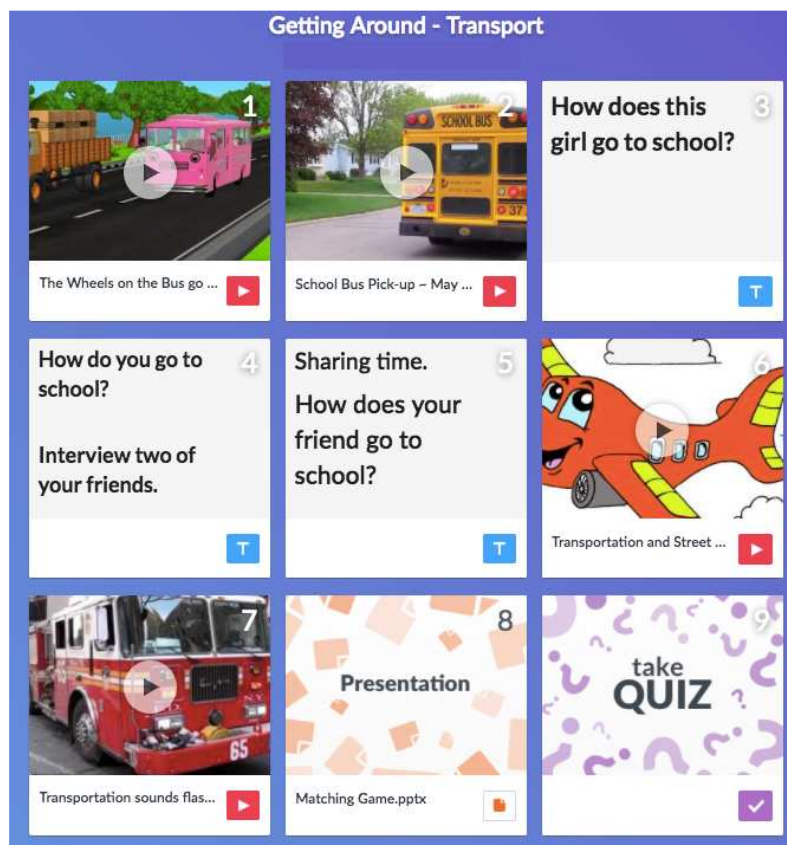 Getting Around - Transport
1
2
SCHOOL BUS
37
The Wheels on the Bus go ...
School Bus Pick-up ~ May ...
3
How does this
girl go to school?
T
4
How do you go to
school?
Interview two of
your friends.
T
5
Sharing time.
How does your
friend go to
school?
T
6
Transportation and Street ...
7
65
Transportation sounds flas...
8
Presentation
Matching Game.pptx
9
take
QUIZ